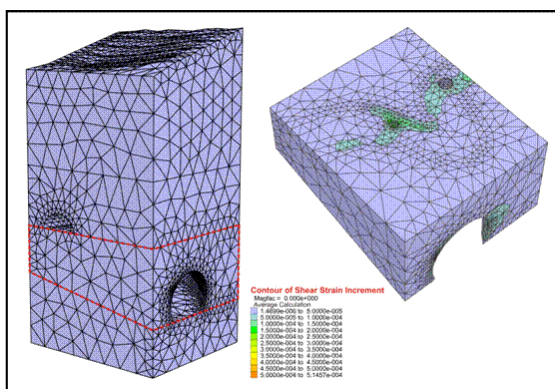 Contour of Shear Strain Increment
Magfac = 0.000e+000
Average Calculation
1.4699e-006 to 5.0000e-005
5.0000e-005 to 1.0000e-004
1.0000e-004 to 1.5000e-004
1.5000e-004 to 2.0000e-004
2.0000e-004 to 2.5000e-004
2.5000e-004 to 3.0000e-004
3.0000e-004 to 3.5000e-004
3.5000e-004 to 4.0000e-004
4.0000e-004 to 4.5000e-004
4.5000e-004 to 5.0000e-004
5.0000e-004 to 5.1457e-004